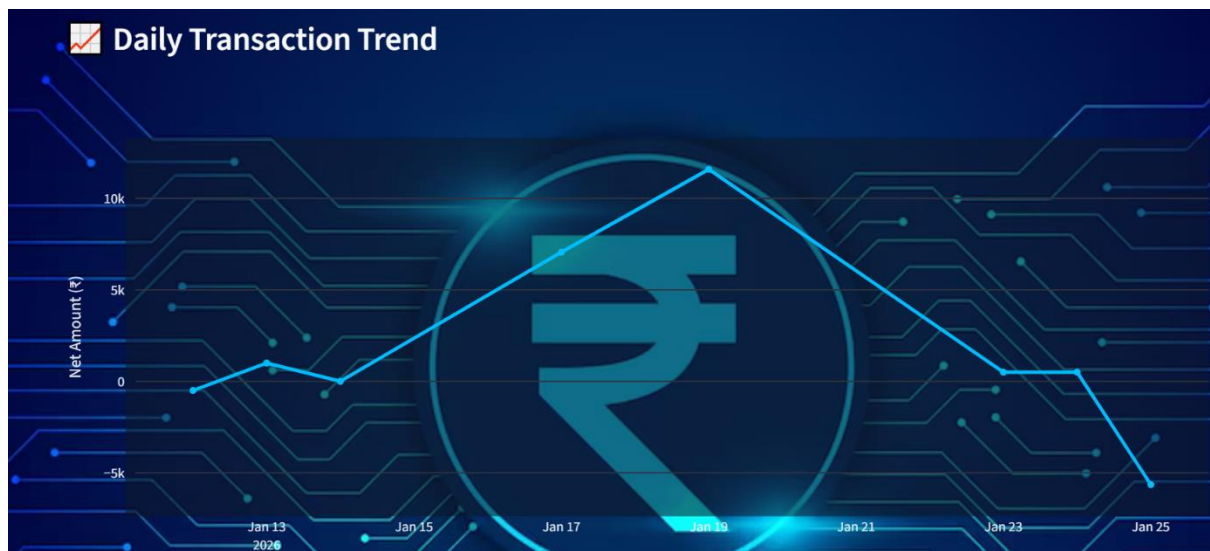 📈 Daily Transaction Trend
10k
5k
0
−5k
Net Amount (₹)
Jan 13
2026
Jan 15
Jan 17
Jan 19
Jan 21
Jan 23
Jan 25
₹